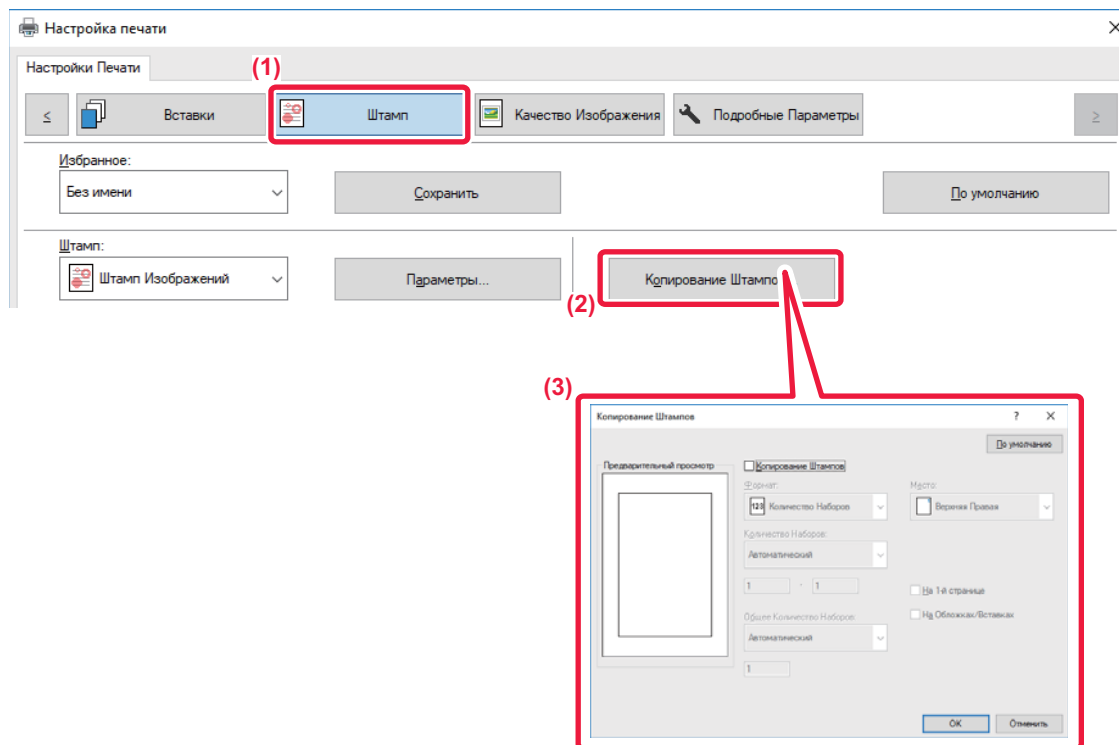 Настройка печати
Настройки Печати
(1)
<
Вставки
Штамп
Качество Изображения
Подробные Параметры
>
Избранное:
Без имени
Сохранить
По умолчанию
Штамп:
Штамп Изображений
Параметры...
Копирование Штампо
(2)
(3)
Копирование Штампов
?
По умолчанию
Предварительный просмотр
Копирование Штампов
Формат:
Место:
123 Количество Наборов
Верхняя Правая
Количество Наборов:
Автоматический
1 - 1
На 1-й странице
На Обложках/Вставках
Общее Количество Наборов:
Автоматический
1
OK
Отменить